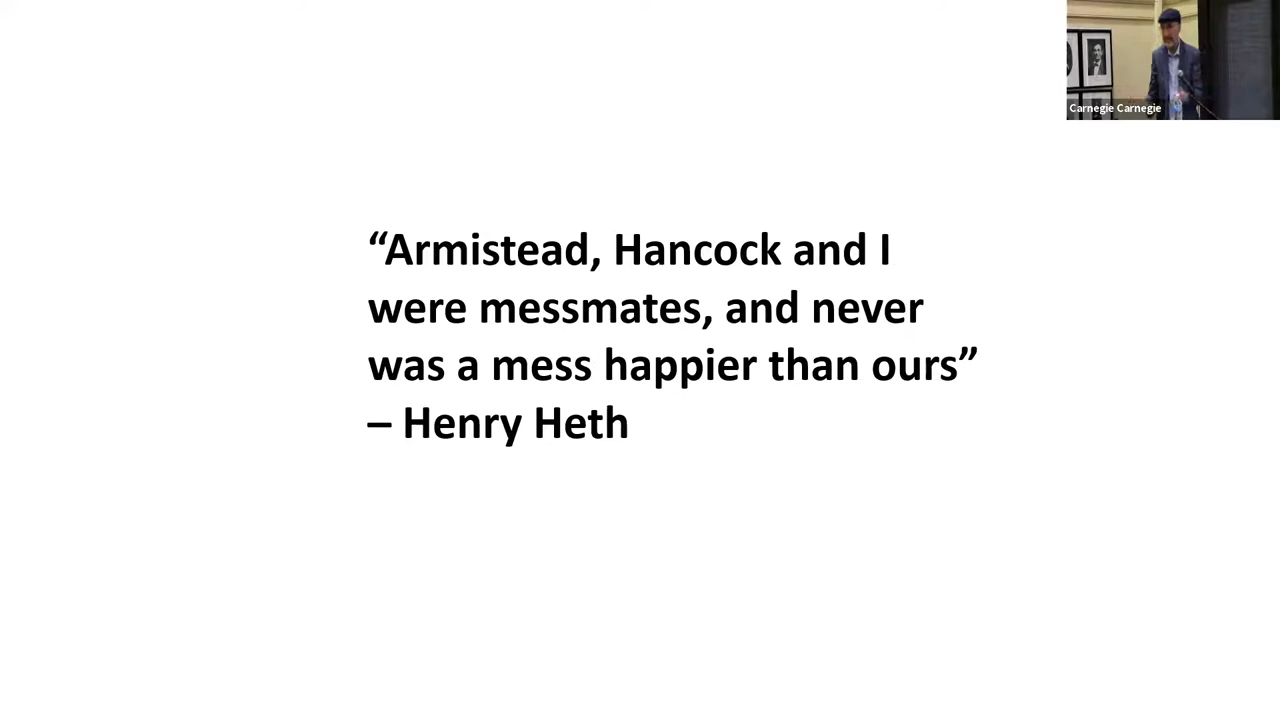 Carnegie Carnegie
“Armistead, Hancock and I
were messmates, and never
was a mess happier than ours”
– Henry Heth